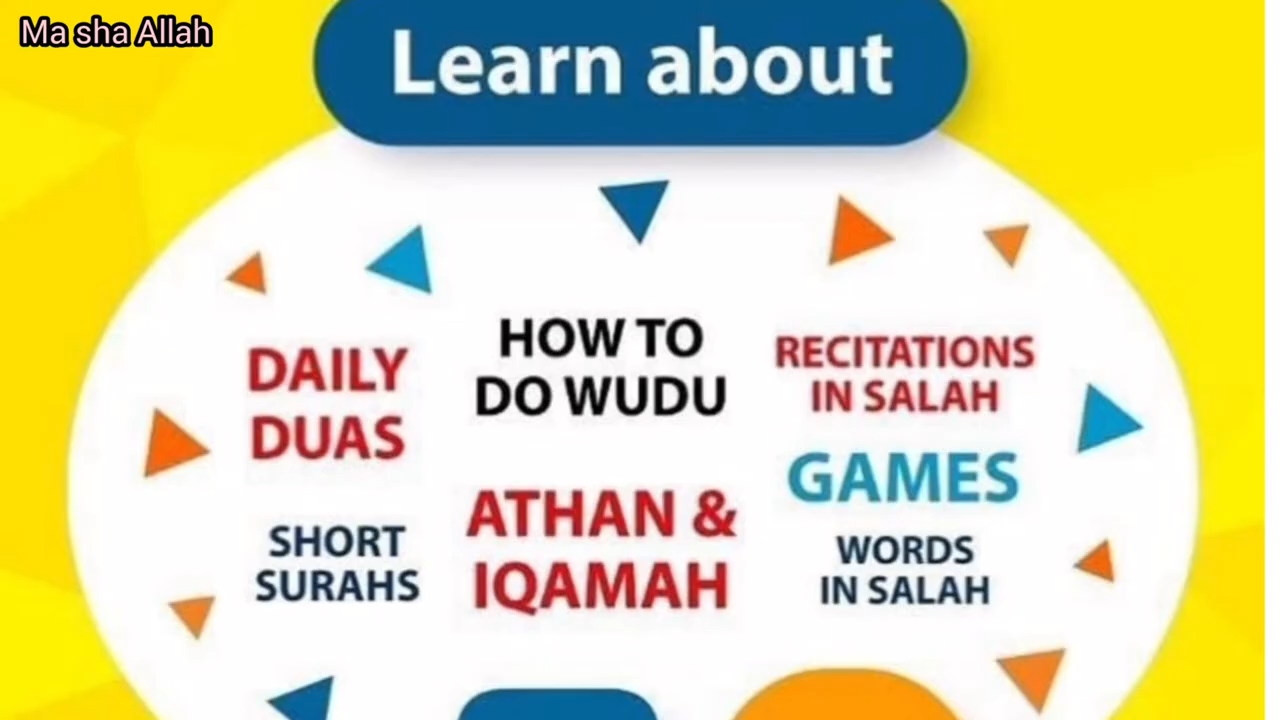 Ma sha Allah
Learn about
DAILY
DUAS
SHORT
SURAHS
HOW TO
DO WUDU
ATHAN &
IQAMAH
RECITATIONS
IN SALAH
GAMES
WORDS
IN SALAH